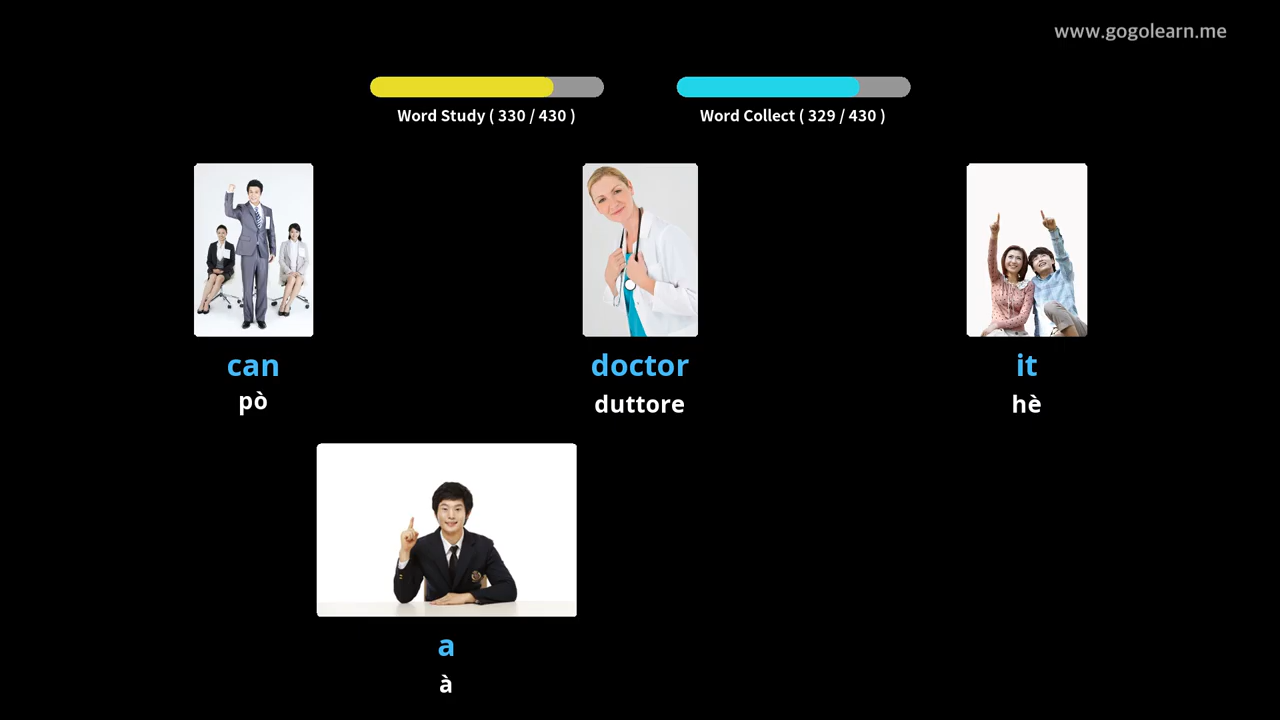 www.gogolearn.me
Word Study ( 330 / 430 )
Word Collect ( 329 / 430 )
can
pò
doctor
duttore
it
hè
a
à